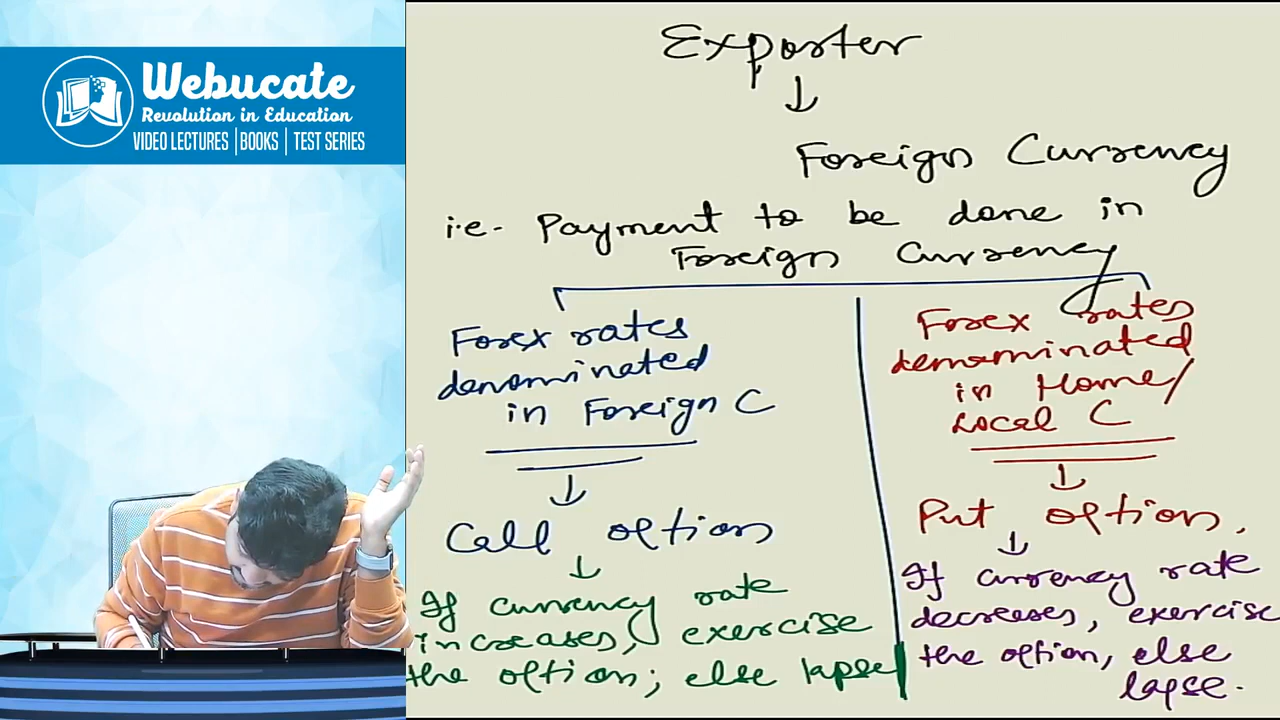 Webucate
Revolution in Education
VIDEO LECTURES | BOOKS | TEST SERIES
Exporter
↓
Foreign Currency
i.e. Payment to be done in
Foreign Currency
Forex rates
denominated
in Foreign C
↓
Call option
↓
If currency rate
increases, exercise
the option; else lapse
Forex rates
denominated
in Home/
Local C
↓
Put option.
↓
If currency rate
decreases, exercise
the option, else
lapse.